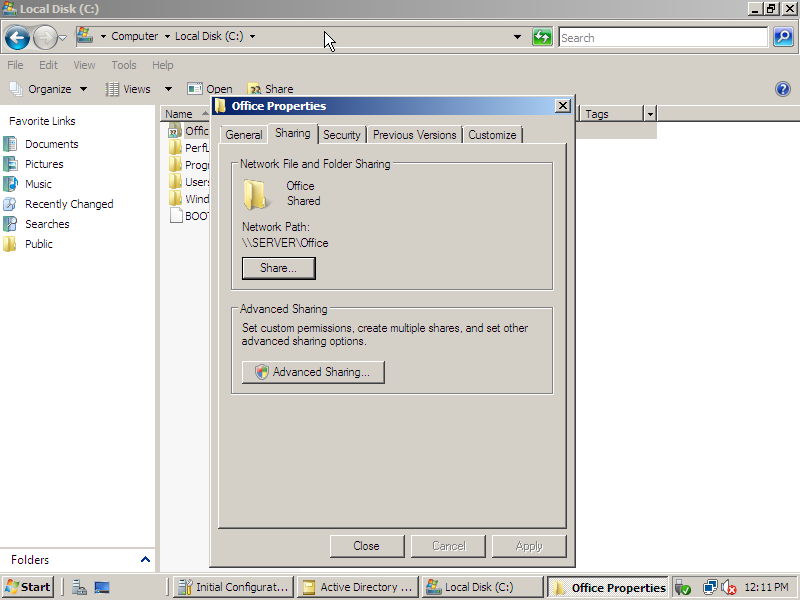 Local Disk (C:)
Computer Local Disk (C:)
Search
File Edit View Tools Help
Organize Views Open Share
Favorite Links
Documents
Pictures
Music
Recently Changed
Searches
Public
Folders
Name
Tags
Offic
PerfL
Progr
Users
Wind
BOOT
Office Properties
General Sharing Security Previous Versions Customize
Network File and Folder Sharing
Office
Shared
Network Path:
\\SERVER\Office
Share...
Advanced Sharing
Set custom permissions, create multiple shares, and set other
advanced sharing options.
Advanced Sharing...
Close Cancel Apply
Start Initial Configurat... Active Directory ... Local Disk (C:) Office Properties 12:11 PM